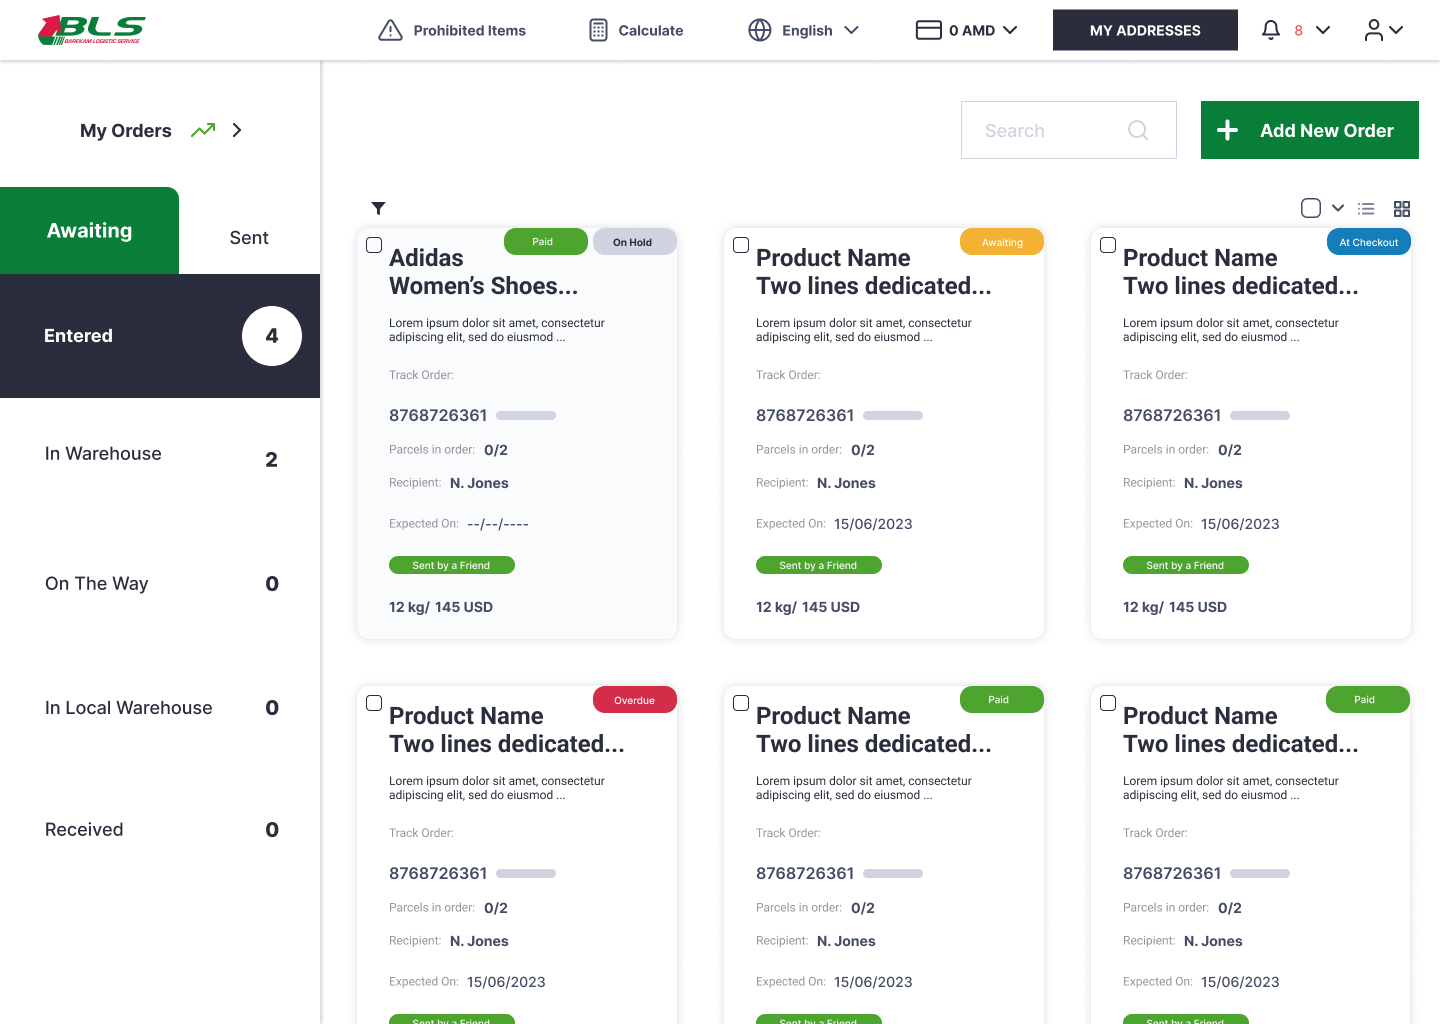 BLS
BAREKAM LOGISTIC SERVICE
Prohibited Items
Calculate
English
0 AMD
MY ADDRESSES
8
My Orders
Search
Add New Order
Awaiting
Sent
Entered
4
In Warehouse
2
On The Way
0
In Local Warehouse
0
Received
0
Paid
On Hold
Adidas
Women’s Shoes...
Lorem ipsum dolor sit amet, consectetur
adipiscing elit, sed do eiusmod ...
Track Order:
8768726361
Parcels in order: 0/2
Recipient: N. Jones
Expected On: --/--/----
Sent by a Friend
12 kg/ 145 USD
Awaiting
Product Name
Two lines dedicated...
Lorem ipsum dolor sit amet, consectetur
adipiscing elit, sed do eiusmod ...
Track Order:
8768726361
Parcels in order: 0/2
Recipient: N. Jones
Expected On: 15/06/2023
Sent by a Friend
12 kg/ 145 USD
At Checkout
Product Name
Two lines dedicated...
Lorem ipsum dolor sit amet, consectetur
adipiscing elit, sed do eiusmod ...
Track Order:
8768726361
Parcels in order: 0/2
Recipient: N. Jones
Expected On: 15/06/2023
Sent by a Friend
12 kg/ 145 USD
Overdue
Product Name
Two lines dedicated...
Lorem ipsum dolor sit amet, consectetur
adipiscing elit, sed do eiusmod ...
Track Order:
8768726361
Parcels in order: 0/2
Recipient: N. Jones
Expected On: 15/06/2023
Sent by a Friend
Paid
Product Name
Two lines dedicated...
Lorem ipsum dolor sit amet, consectetur
adipiscing elit, sed do eiusmod ...
Track Order:
8768726361
Parcels in order: 0/2
Recipient: N. Jones
Expected On: 15/06/2023
Sent by a Friend
Paid
Product Name
Two lines dedicated...
Lorem ipsum dolor sit amet, consectetur
adipiscing elit, sed do eiusmod ...
Track Order:
8768726361
Parcels in order: 0/2
Recipient: N. Jones
Expected On: 15/06/2023
Sent by a Friend